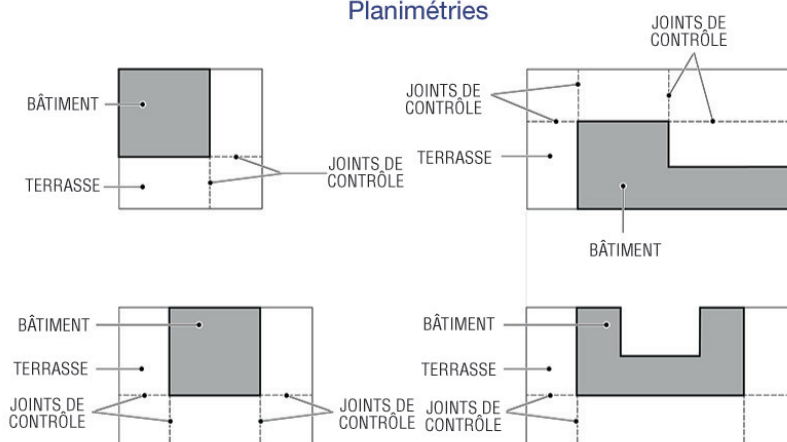 Planimétries
BÂTIMENT
TERRASSE
JOINTS DE
CONTRÔLE
JOINTS DE
CONTRÔLE
JOINTS DE
CONTRÔLE
TERRASSE
BÂTIMENT
BÂTIMENT
TERRASSE
JOINTS DE
CONTRÔLE
JOINTS DE
CONTRÔLE
BÂTIMENT
TERRASSE
JOINTS DE
CONTRÔLE